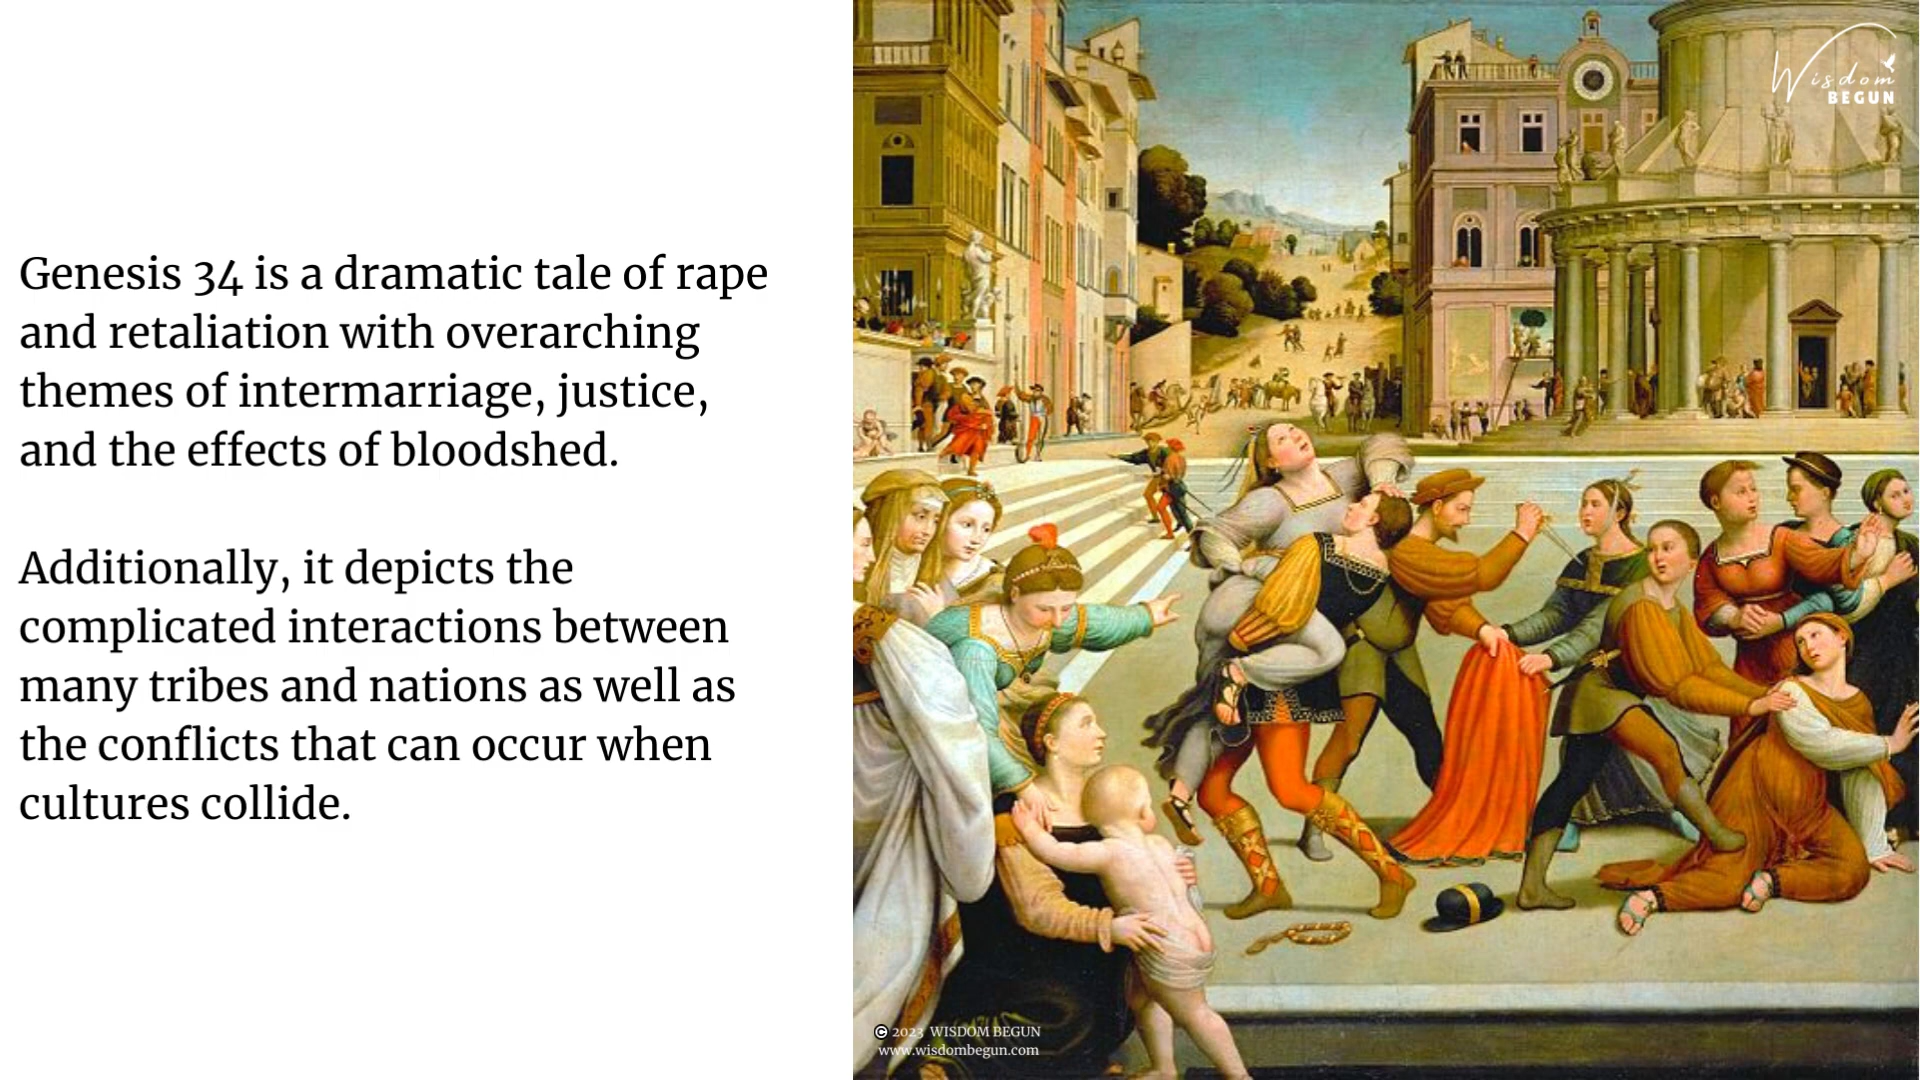 Genesis 34 is a dramatic tale of rape
and retaliation with overarching
themes of intermarriage, justice,
and the effects of bloodshed.
Additionally, it depicts the
complicated interactions between
many tribes and nations as well as
the conflicts that can occur when
cultures collide.
Wisdom
BEGUN
© 2023 WISDOM BEGUN
www.wisdombegun.com